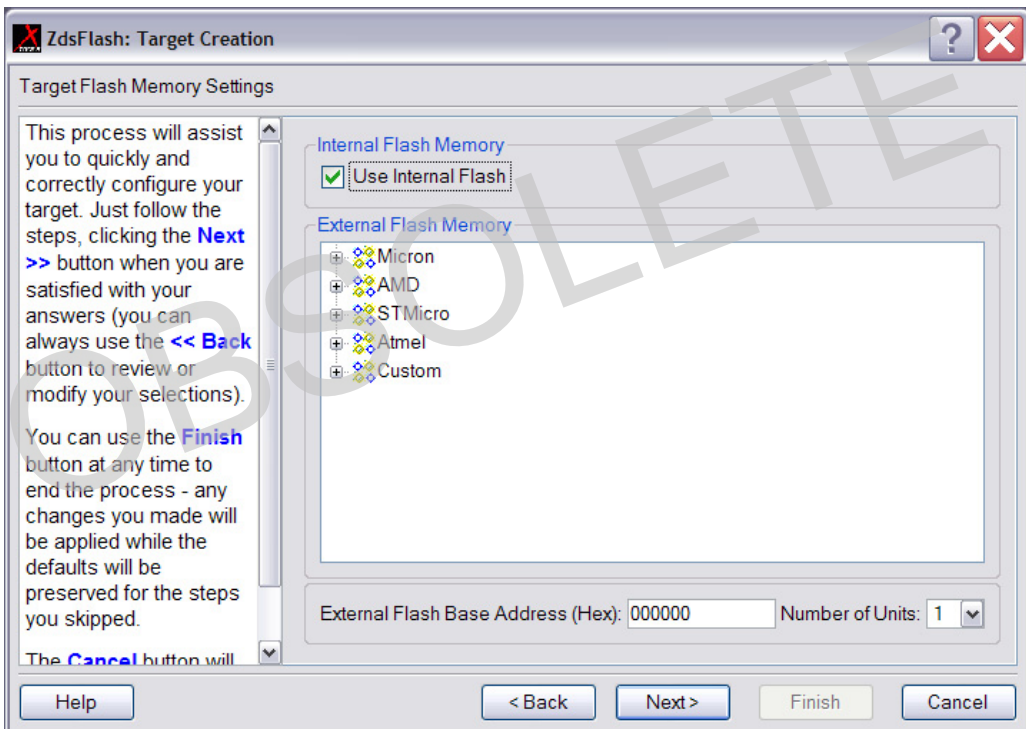 ZdsFlash: Target Creation
Target Flash Memory Settings
This process will assist
you to quickly and
correctly configure your
target. Just follow the
steps, clicking the Next
>> button when you are
satisfied with your
answers (you can
always use the << Back
button to review or
modify your selections).
You can use the Finish
button at any time to
end the process - any
changes you made will
be applied while the
defaults will be
preserved for the steps
you skipped.
The Cancel button will
Internal Flash Memory
Use Internal Flash
External Flash Memory
Micron
AMD
STMicro
Atmel
Custom
External Flash Base Address (Hex): 000000 Number of Units: 1
Help < Back Next > Finish Cancel
OBSOLETE